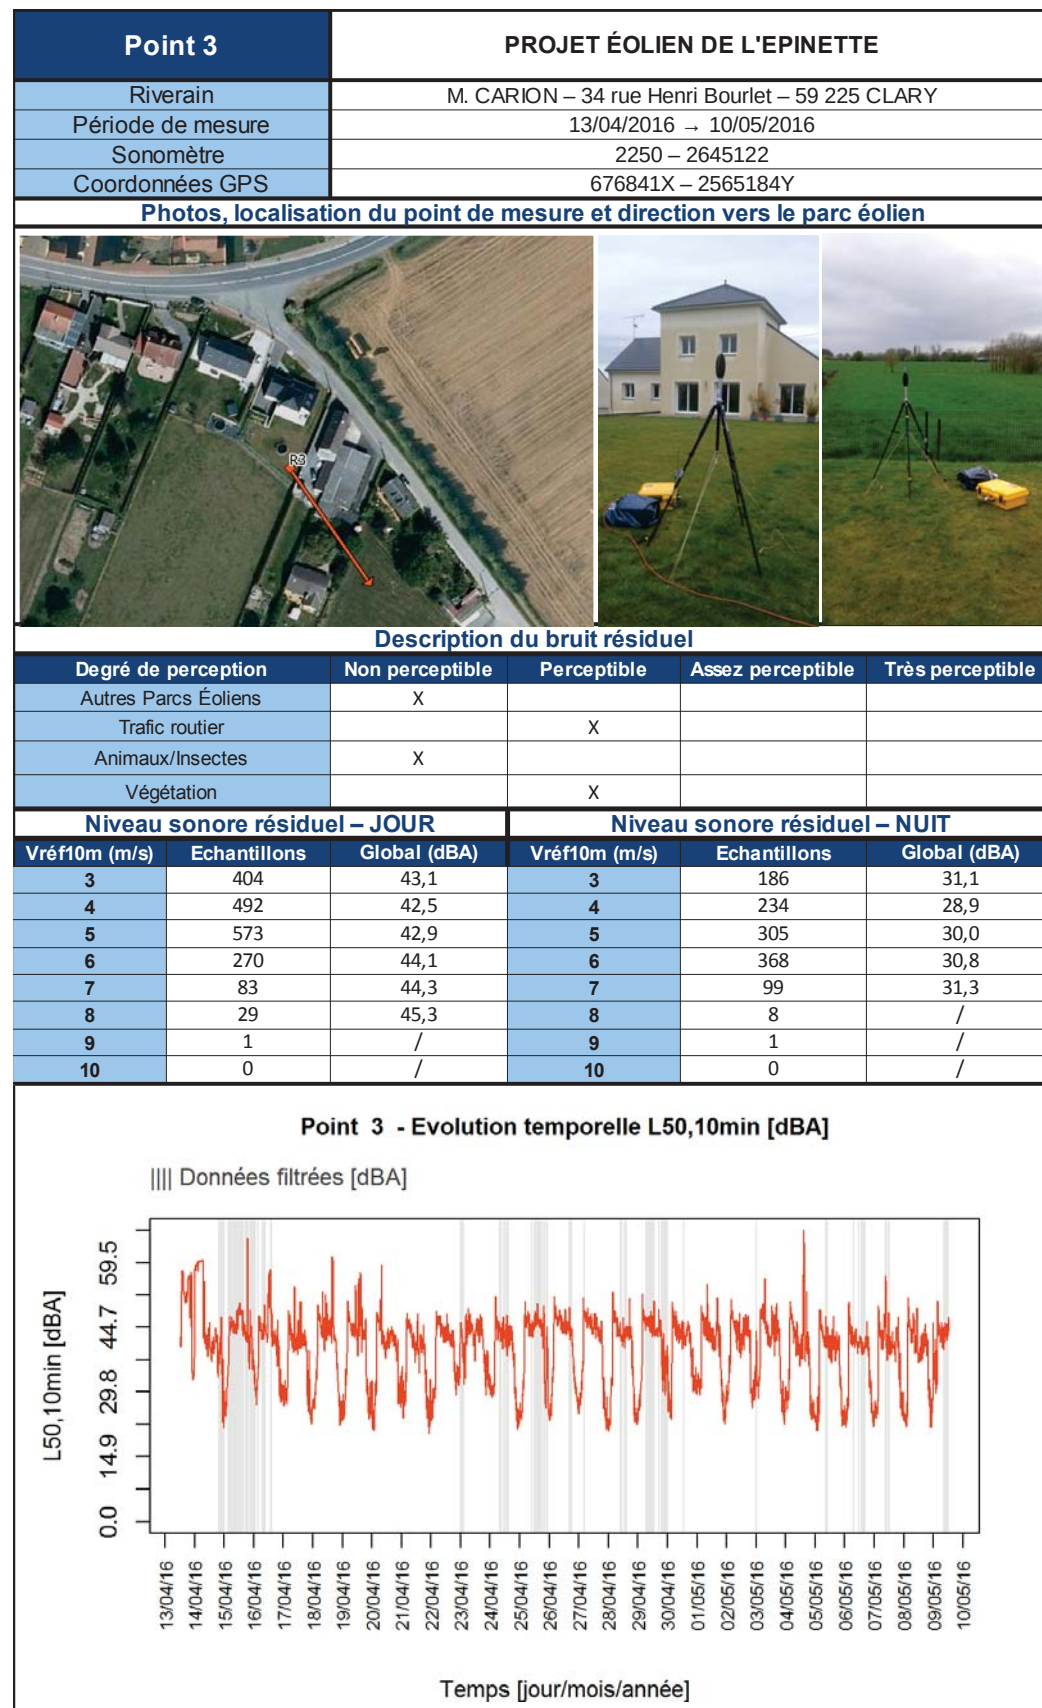 Point 3 PROJET ÉOLIEN DE L'EPINETTE
Riverain M. CARION – 34 rue Henri Bourlet – 59 225 CLARY
Période de mesure 13/04/2016 → 10/05/2016
Sonomètre 2250 – 2645122
Coordonnées GPS 676841X – 2565184Y
Photos, localisation du point de mesure et direction vers le parc éolien
R3
Description du bruit résiduel
Degré de perception Non perceptible Perceptible Assez perceptible Très perceptible
Autres Parcs Éoliens X
Trafic routier X
Animaux/Insectes X
Végétation X
Niveau sonore résiduel – JOUR Niveau sonore résiduel – NUIT
Vréf10m (m/s) Echantillons Global (dBA) Vréf10m (m/s) Echantillons Global (dBA)
3 404 43,1 3 186 31,1
4 492 42,5 4 234 28,9
5 573 42,9 5 305 30,0
6 270 44,1 6 368 30,8
7 83 44,3 7 99 31,3
8 29 45,3 8 8 /
9 1 / 9 1 /
10 0 / 10 0 /
Point 3 - Evolution temporelle L50,10min [dBA]
|||| Données filtrées [dBA]
L50,10min [dBA]
59.5
44.7
29.8
14.9
0.0
13/04/16 14/04/16 15/04/16 16/04/16 17/04/16 18/04/16 19/04/16 20/04/16 21/04/16 22/04/16 23/04/16 24/04/16 25/04/16 26/04/16 27/04/16 28/04/16 29/04/16 30/04/16 01/05/16 02/05/16 03/05/16 04/05/16 05/05/16 06/05/16 07/05/16 08/05/16 09/05/16 10/05/16
Temps [jour/mois/année]